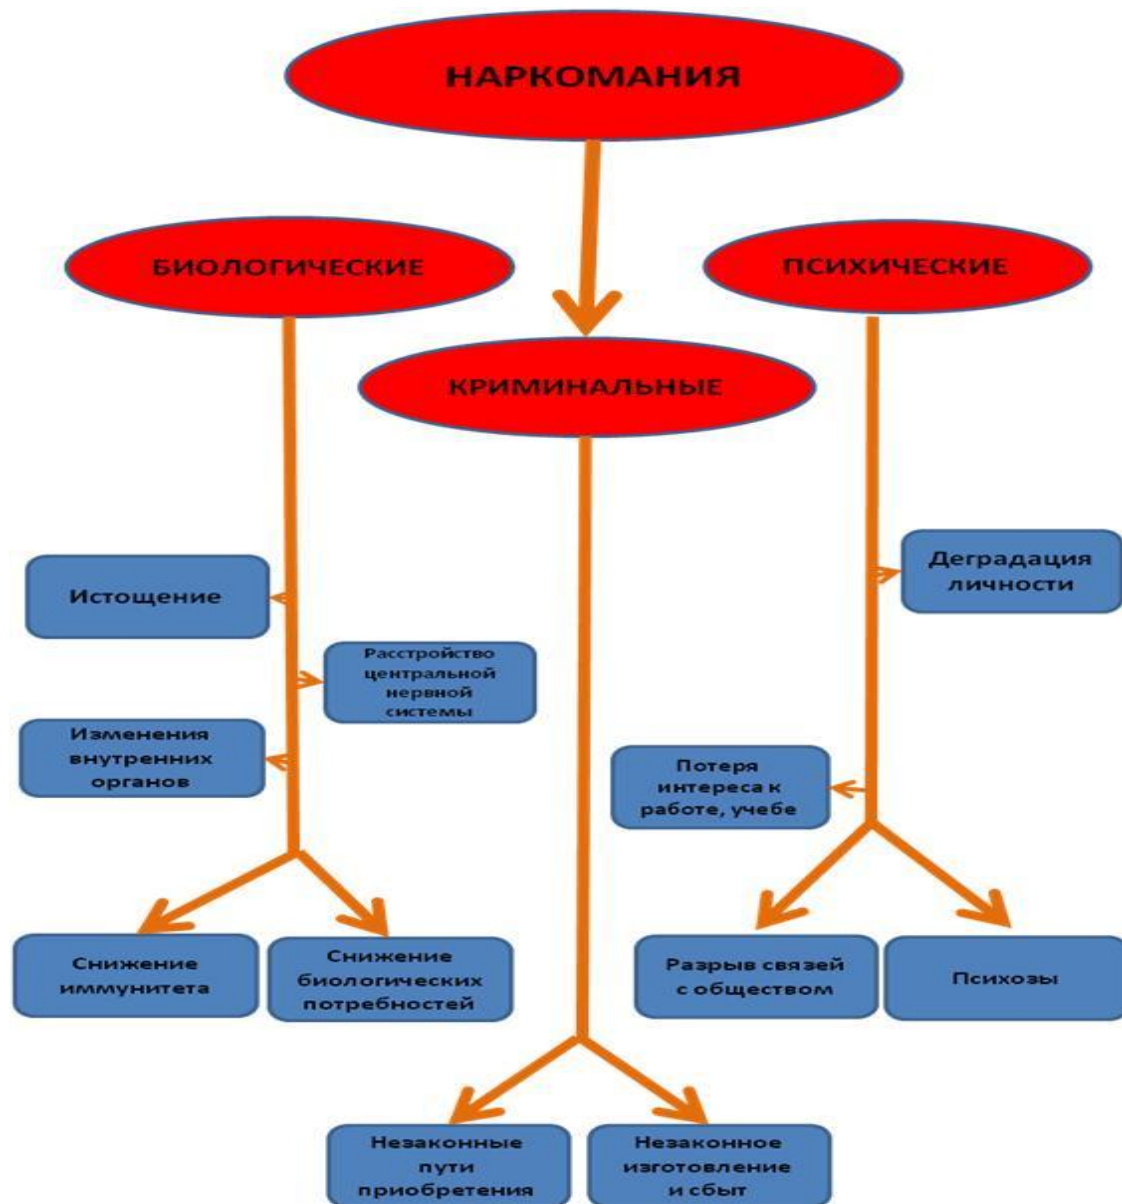 НАРКОМАНИЯ
БИОЛОГИЧЕСКИЕ
ПСИХИЧЕСКИЕ
КРИМИНАЛЬНЫЕ
Деградация
личности
Истощение
Расстройство
центральной
нервной
системы
Изменения
внутренних
органов
Потеря
интереса к
работе, учебе
Снижение
иммунитета
Снижение
биологических
потребностей
Разрыв связей
с обществом
Психозы
Незаконные
пути
приобретения
Незаконное
изготовление
и сбыт